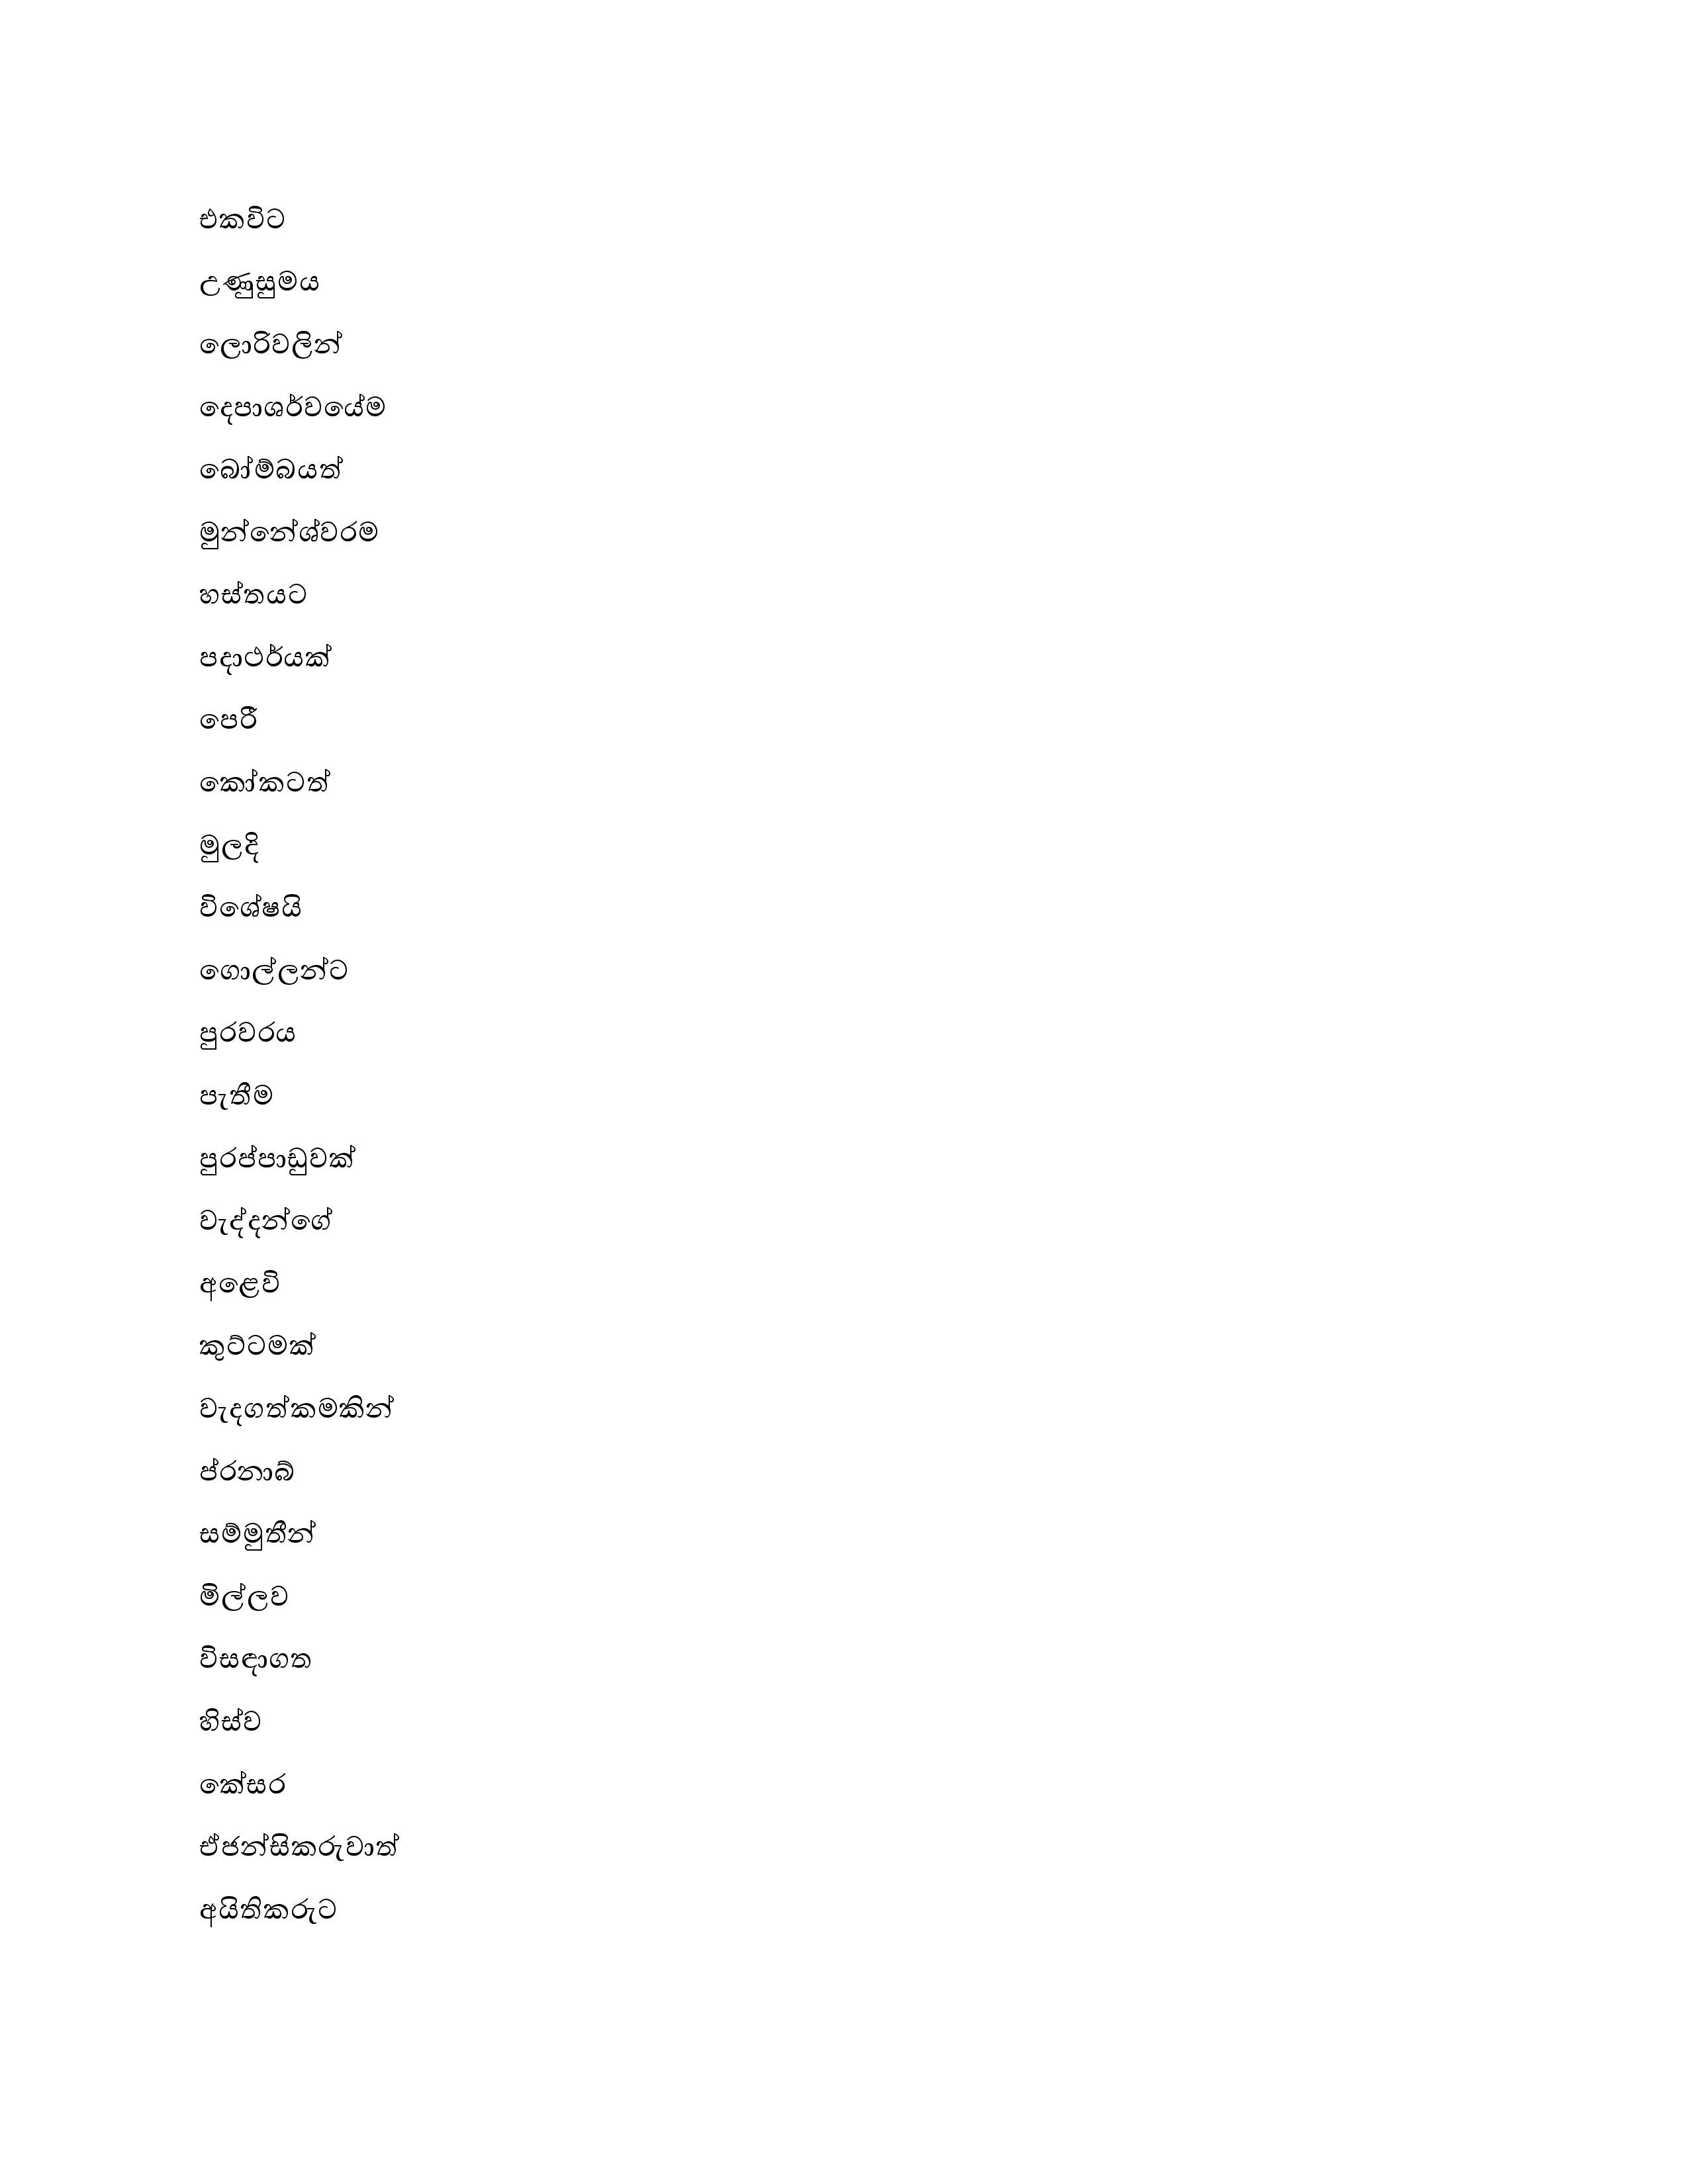 එකවිට
උණුසුමය
ලොරිවලින්
දෙපාශර්වයේම
බෝම්බයත්
මුන්නේශ්වරම
හස්තයට
පදාථර්යක්
පෙරී
කෝකටත්
මුලදි
විශේෂයි
ගොල්ලන්ට
පුරවරය
පැතීම
පුරප්පාඩුවක්
වැද්දන්ගේ
අළෙවි
කුට්ටමක්
වැදගත්කමකින්
ප්රනාබ්
සම්මුතීන්
මිල්ලව
විසඳාගත
හිස්ව
කේසර
ඒජන්සිකරුවාත්
අයිතිකරුට